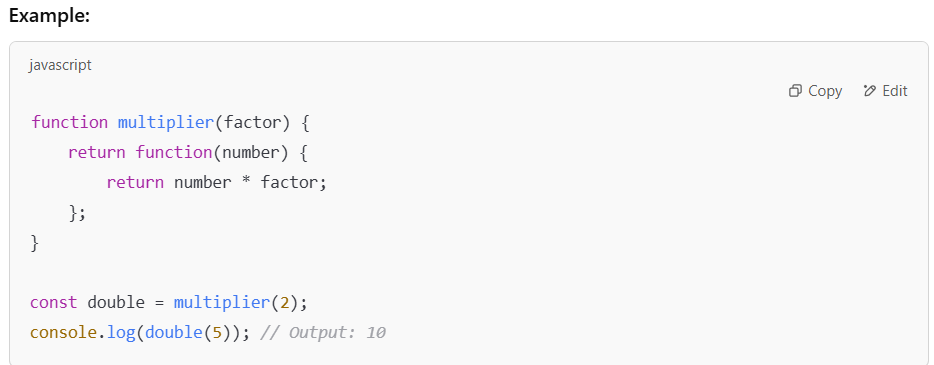 Example:
javascript
Copy Edit
function multiplier(factor) {
    return function(number) {
        return number * factor;
    };
}
const double = multiplier(2);
console.log(double(5)); // Output: 10